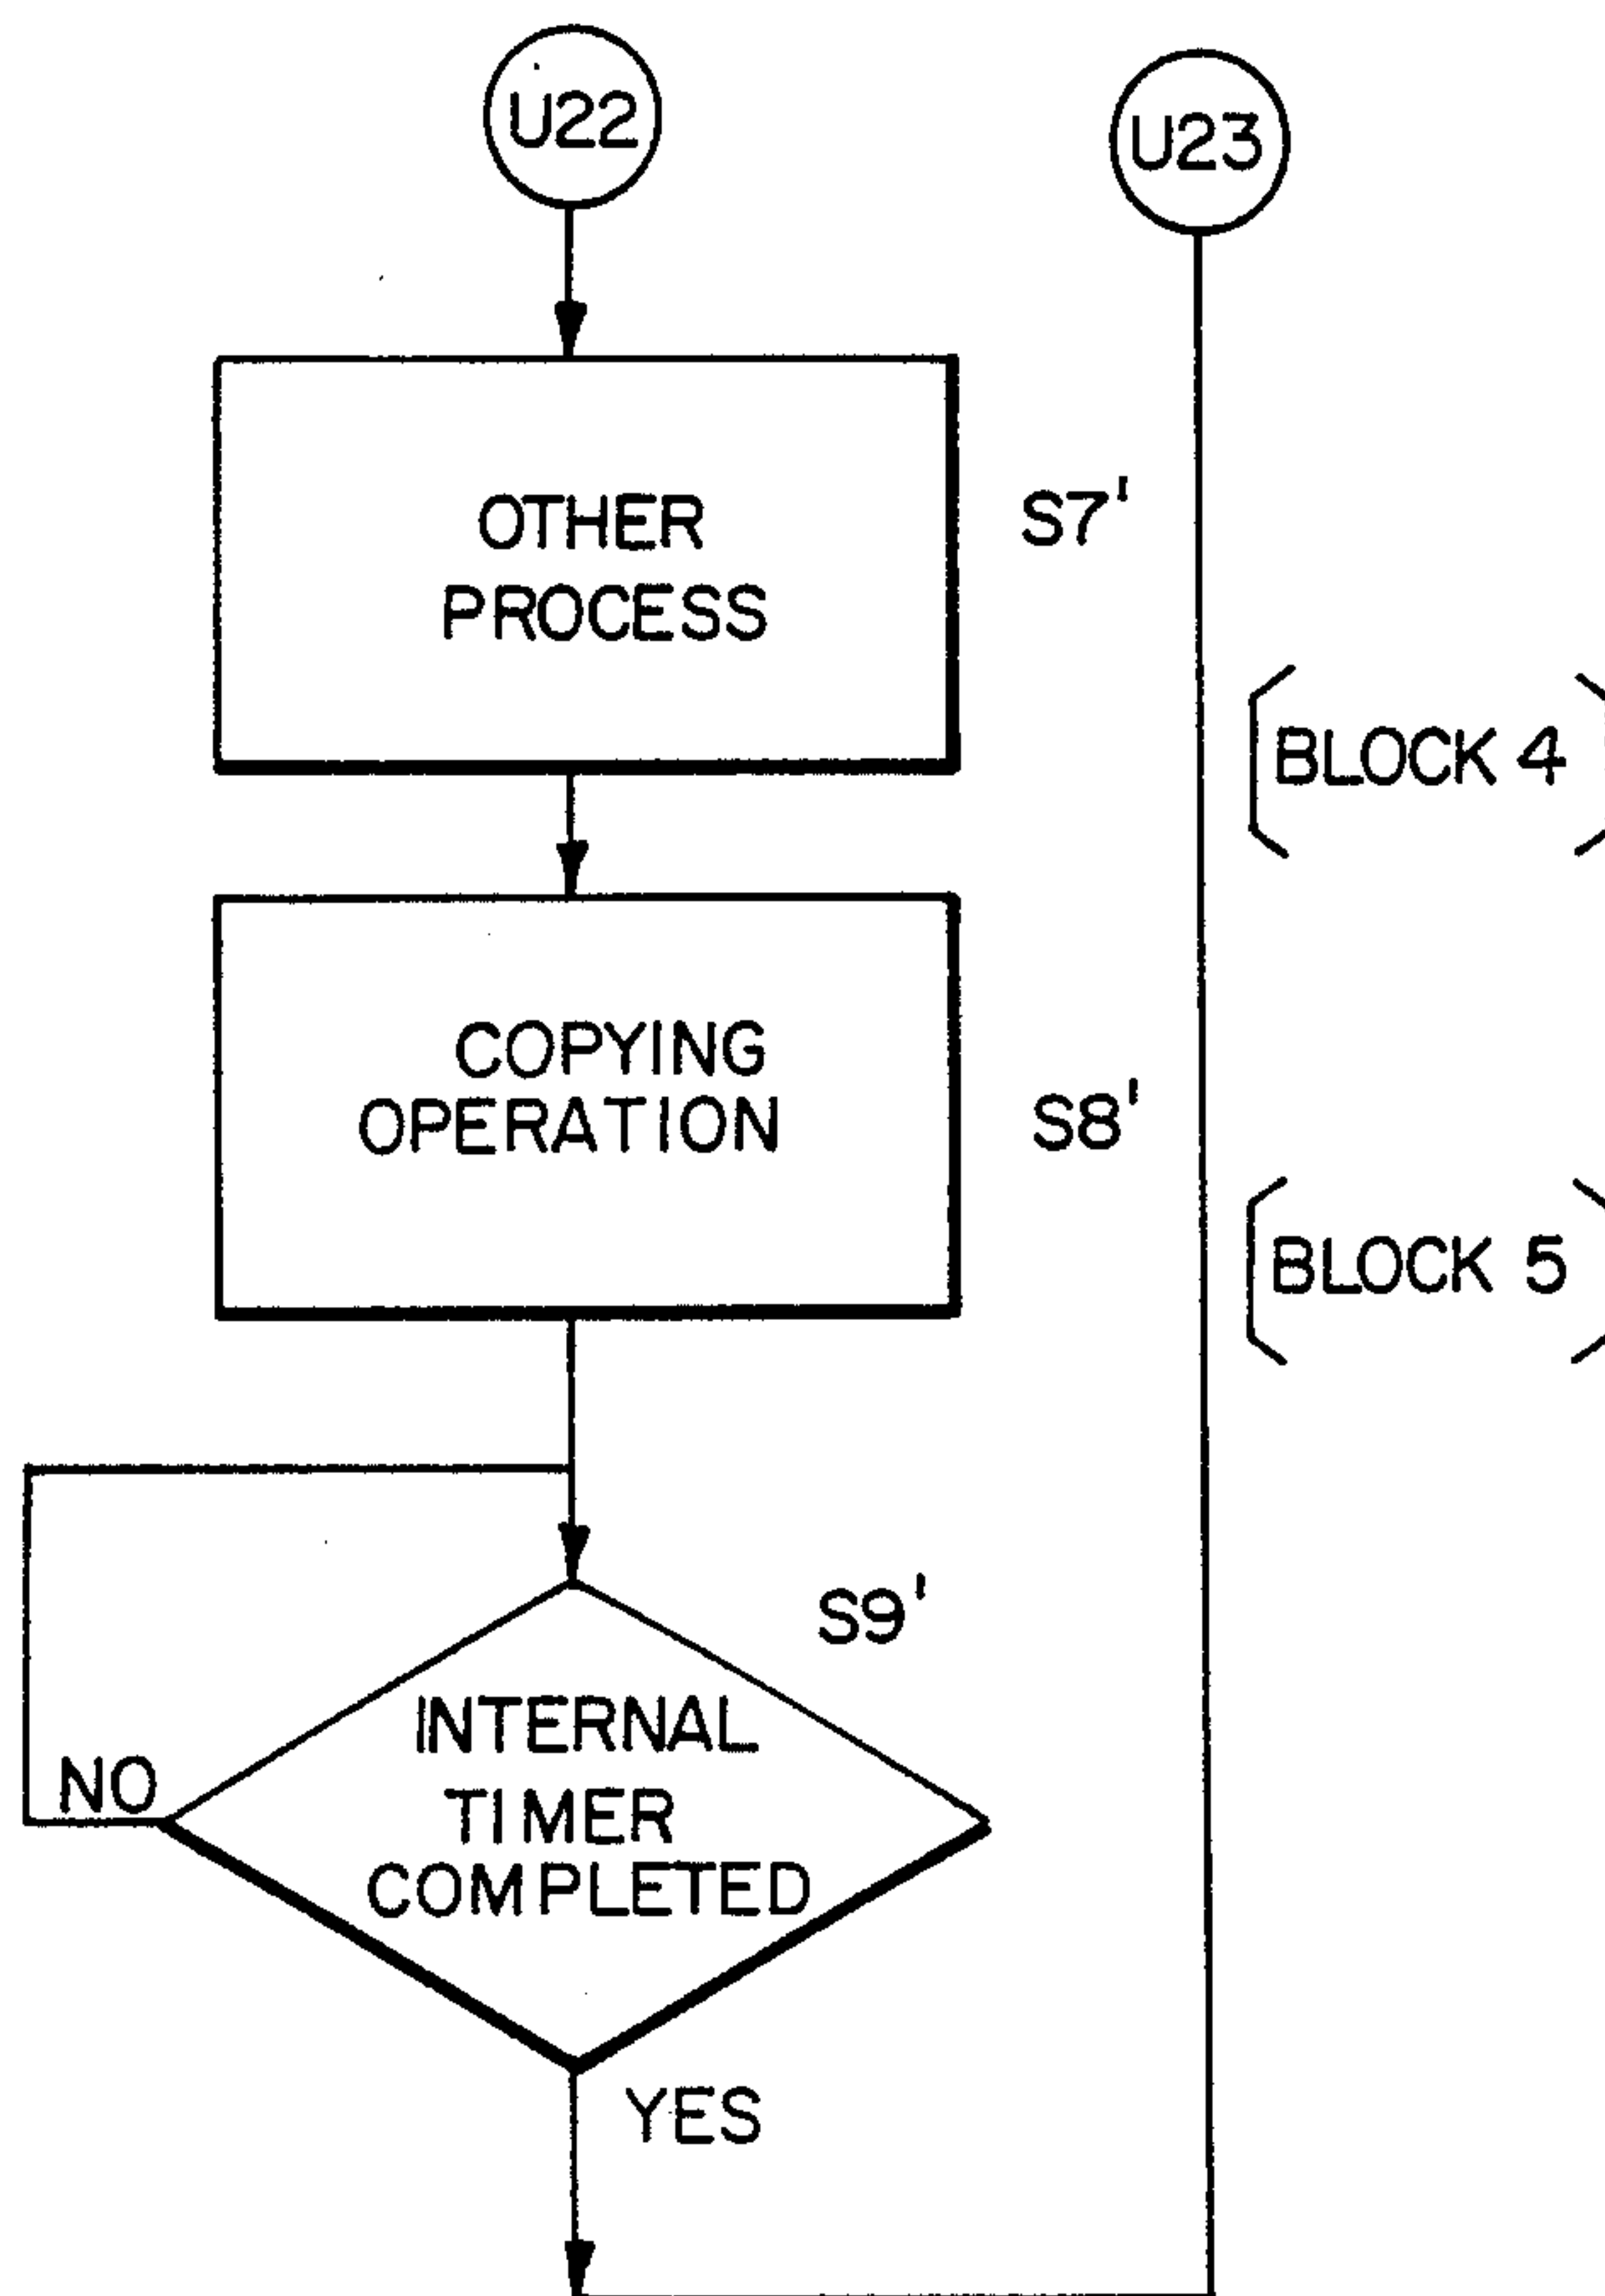 U22
U23
OTHER
PROCESS
S7'
BLOCK 4
COPYING
OPERATION
S8'
BLOCK 5
S9'
INTERNAL
TIMER
COMPLETED
NO
YES